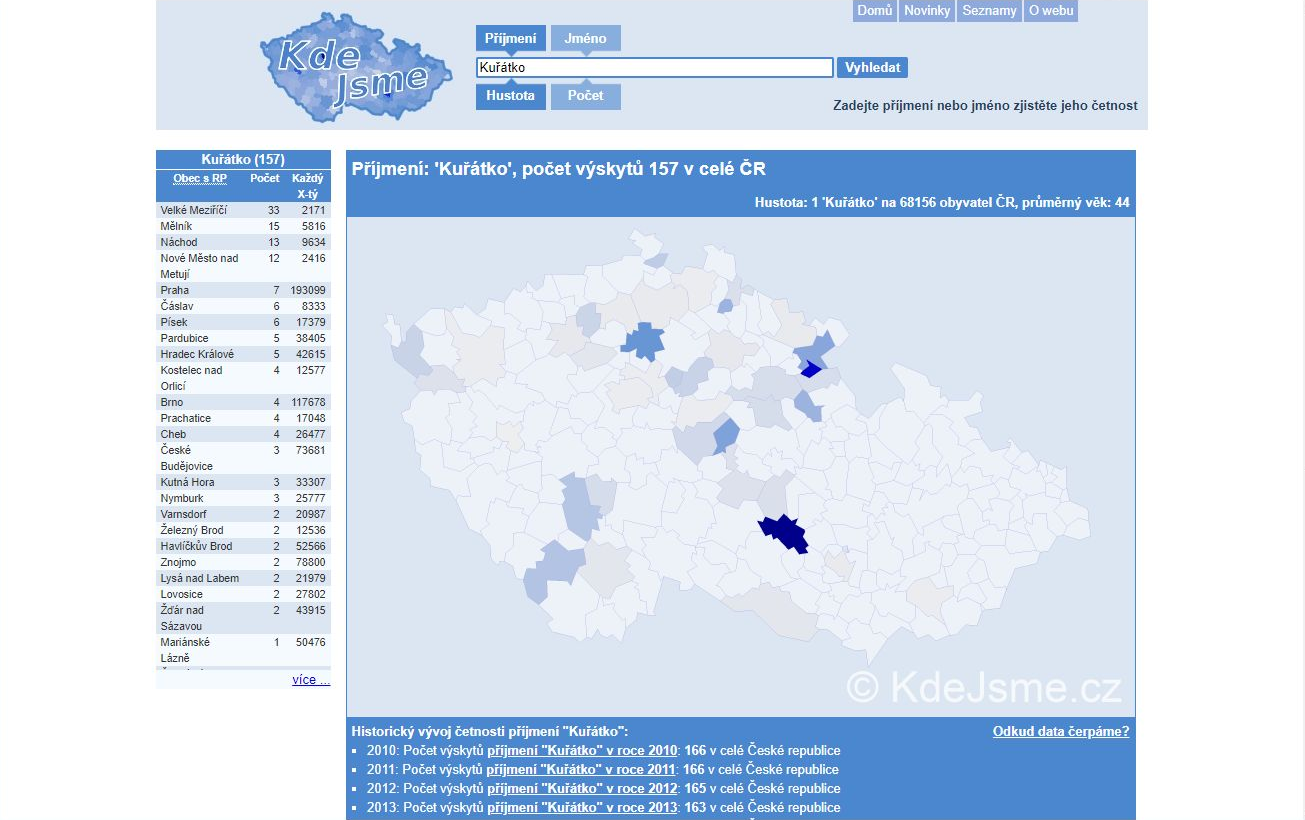 Domů Novinky Seznamy O webu
Kde
Jsme
Příjmení Jméno
Kuřátko Vyhledat
Hustota Počet
Zadejte příjmení nebo jméno zjistěte jeho četnost
Kuřátko (157)
Obec s RP Počet Každý
X-tý
Velké Meziříčí 33 2171
Mělník 15 5816
Náchod 13 9634
Nové Město nad 12 2416
Metují
Praha 7 193099
Čáslav 6 8333
Písek 6 17379
Pardubice 5 38405
Hradec Králové 5 42615
Kostelec nad 4 12577
Orlicí
Brno 4 117678
Prachatice 4 17048
Cheb 4 26477
České 3 73681
Budějovice
Kutná Hora 3 33307
Nymburk 3 25777
Varnsdorf 2 20987
Železný Brod 2 12536
Havlíčkův Brod 2 52566
Znojmo 2 78800
Lysá nad Labem 2 21979
Lovosice 2 27802
Žďár nad 2 43915
Sázavou
Mariánské 1 50476
Lázně
více ...
Příjmení: 'Kuřátko', počet výskytů 157 v celé ČR
Hustota: 1 'Kuřátko' na 68156 obyvatel ČR, průměrný věk: 44
© KdeJsme.cz
Historický vývoj četnosti příjmení "Kuřátko": Odkud data čerpáme?
▪ 2010: Počet výskytů příjmení "Kuřátko" v roce 2010: 166 v celé České republice
▪ 2011: Počet výskytů příjmení "Kuřátko" v roce 2011: 166 v celé České republice
▪ 2012: Počet výskytů příjmení "Kuřátko" v roce 2012: 165 v celé České republice
▪ 2013: Počet výskytů příjmení "Kuřátko" v roce 2013: 163 v celé České republice